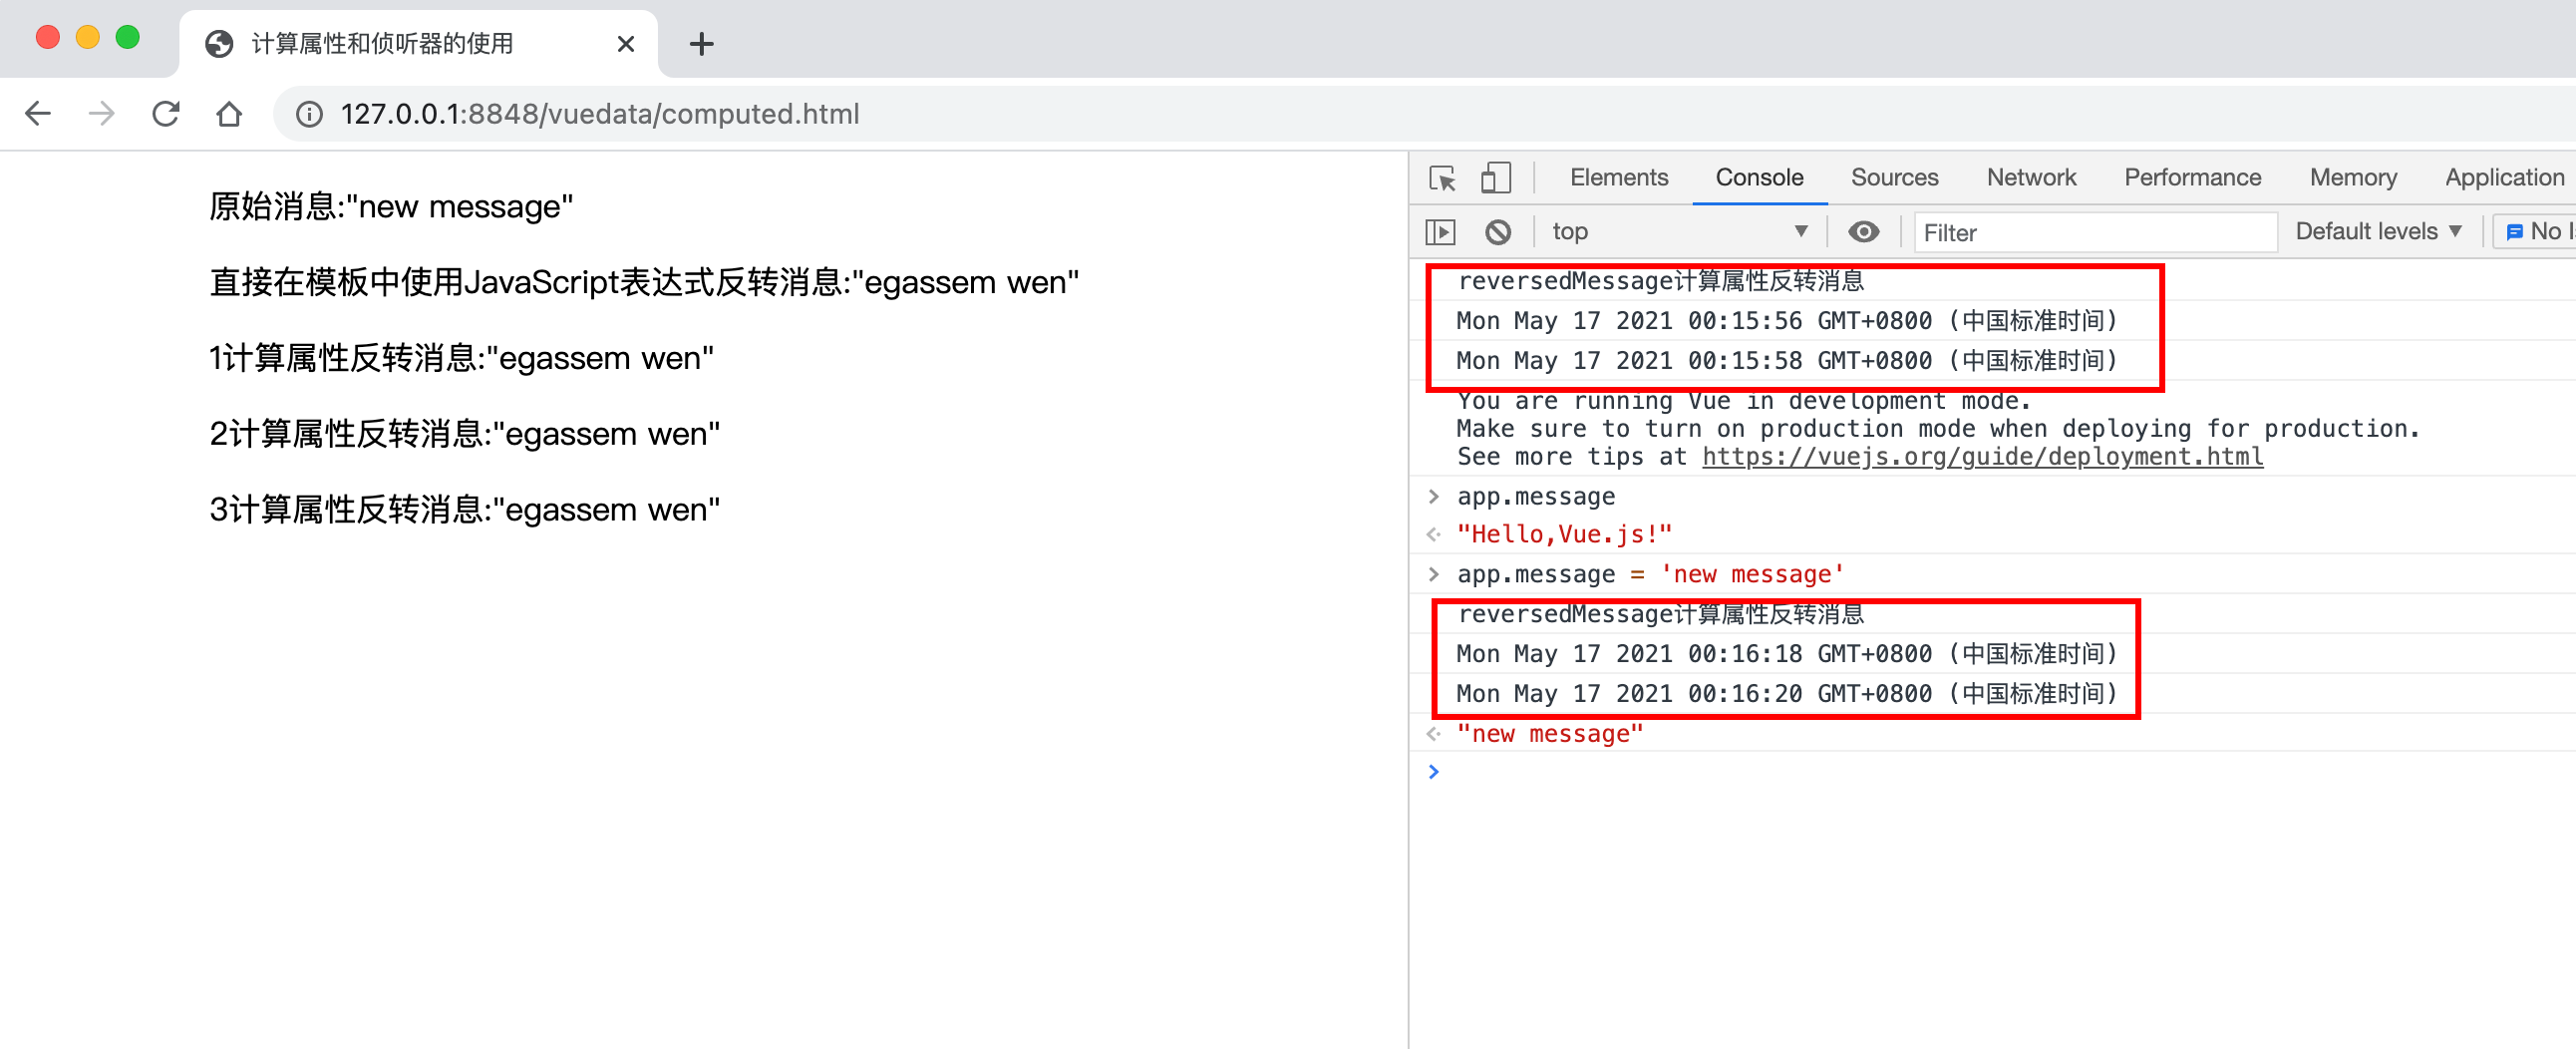 计算属性和侦听器的使用
127.0.0.1:8848/vuedata/computed.html
原始消息:"new message"
直接在模板中使用JavaScript表达式反转消息:"egassem wen"
1计算属性反转消息:"egassem wen"
2计算属性反转消息:"egassem wen"
3计算属性反转消息:"egassem wen"
Elements Console Sources Network Performance Memory Application
top Filter Default levels No
reversedMessage计算属性反转消息
Mon May 17 2021 00:15:56 GMT+0800 (中国标准时间)
Mon May 17 2021 00:15:58 GMT+0800 (中国标准时间)
You are running Vue in development mode.
Make sure to turn on production mode when deploying for production.
See more tips at https://vuejs.org/guide/deployment.html
> app.message
"Hello,Vue.js!"
> app.message = 'new message'
reversedMessage计算属性反转消息
Mon May 17 2021 00:16:18 GMT+0800 (中国标准时间)
Mon May 17 2021 00:16:20 GMT+0800 (中国标准时间)
"new message"
>